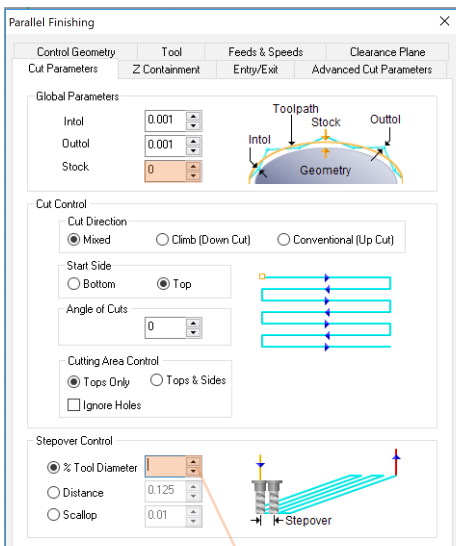 Parallel Finishing
Control Geometry Tool Feeds & Speeds Clearance Plane
Cut Parameters Z Containment Entry/Exit Advanced Cut Parameters
Global Parameters
Intol 0.001
Outtol 0.001
Stock 0
Toolpath
Stock
Outtol
Intol
Geometry
Cut Control
Cut Direction
Mixed Climb (Down Cut) Conventional (Up Cut)
Start Side
Bottom Top
Angle of Cuts
0
Cutting Area Control
Tops Only Tops & Sides
Ignore Holes
Stepover Control
% Tool Diameter
Distance 0.125
Scallop 0.01
Stepover